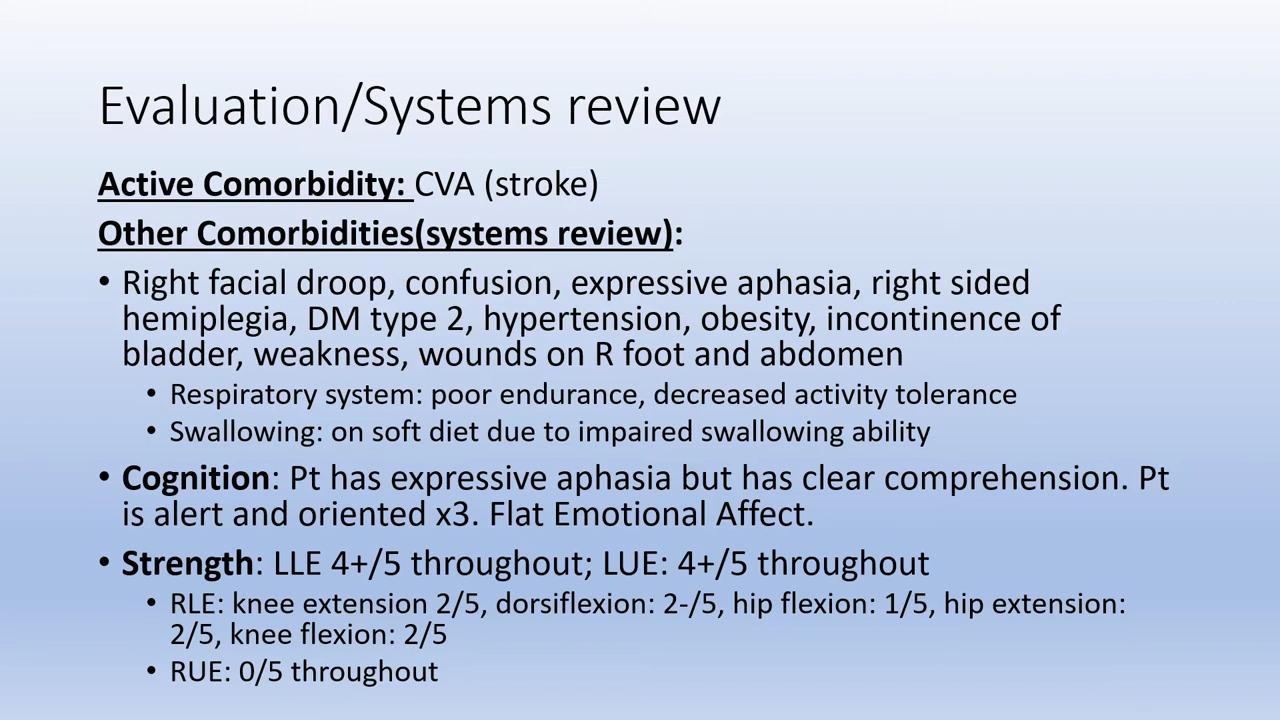 Evaluation/Systems review
Active Comorbidity: CVA (stroke)
Other Comorbidities(systems review):
• Right facial droop, confusion, expressive aphasia, right sided
hemiplegia, DM type 2, hypertension, obesity, incontinence of
bladder, weakness, wounds on R foot and abdomen
• Respiratory system: poor endurance, decreased activity tolerance
• Swallowing: on soft diet due to impaired swallowing ability
• Cognition: Pt has expressive aphasia but has clear comprehension. Pt
is alert and oriented x3. Flat Emotional Affect.
• Strength: LLE 4+/5 throughout; LUE: 4+/5 throughout
• RLE: knee extension 2/5, dorsiflexion: 2-/5, hip flexion: 1/5, hip extension:
2/5, knee flexion: 2/5
• RUE: 0/5 throughout